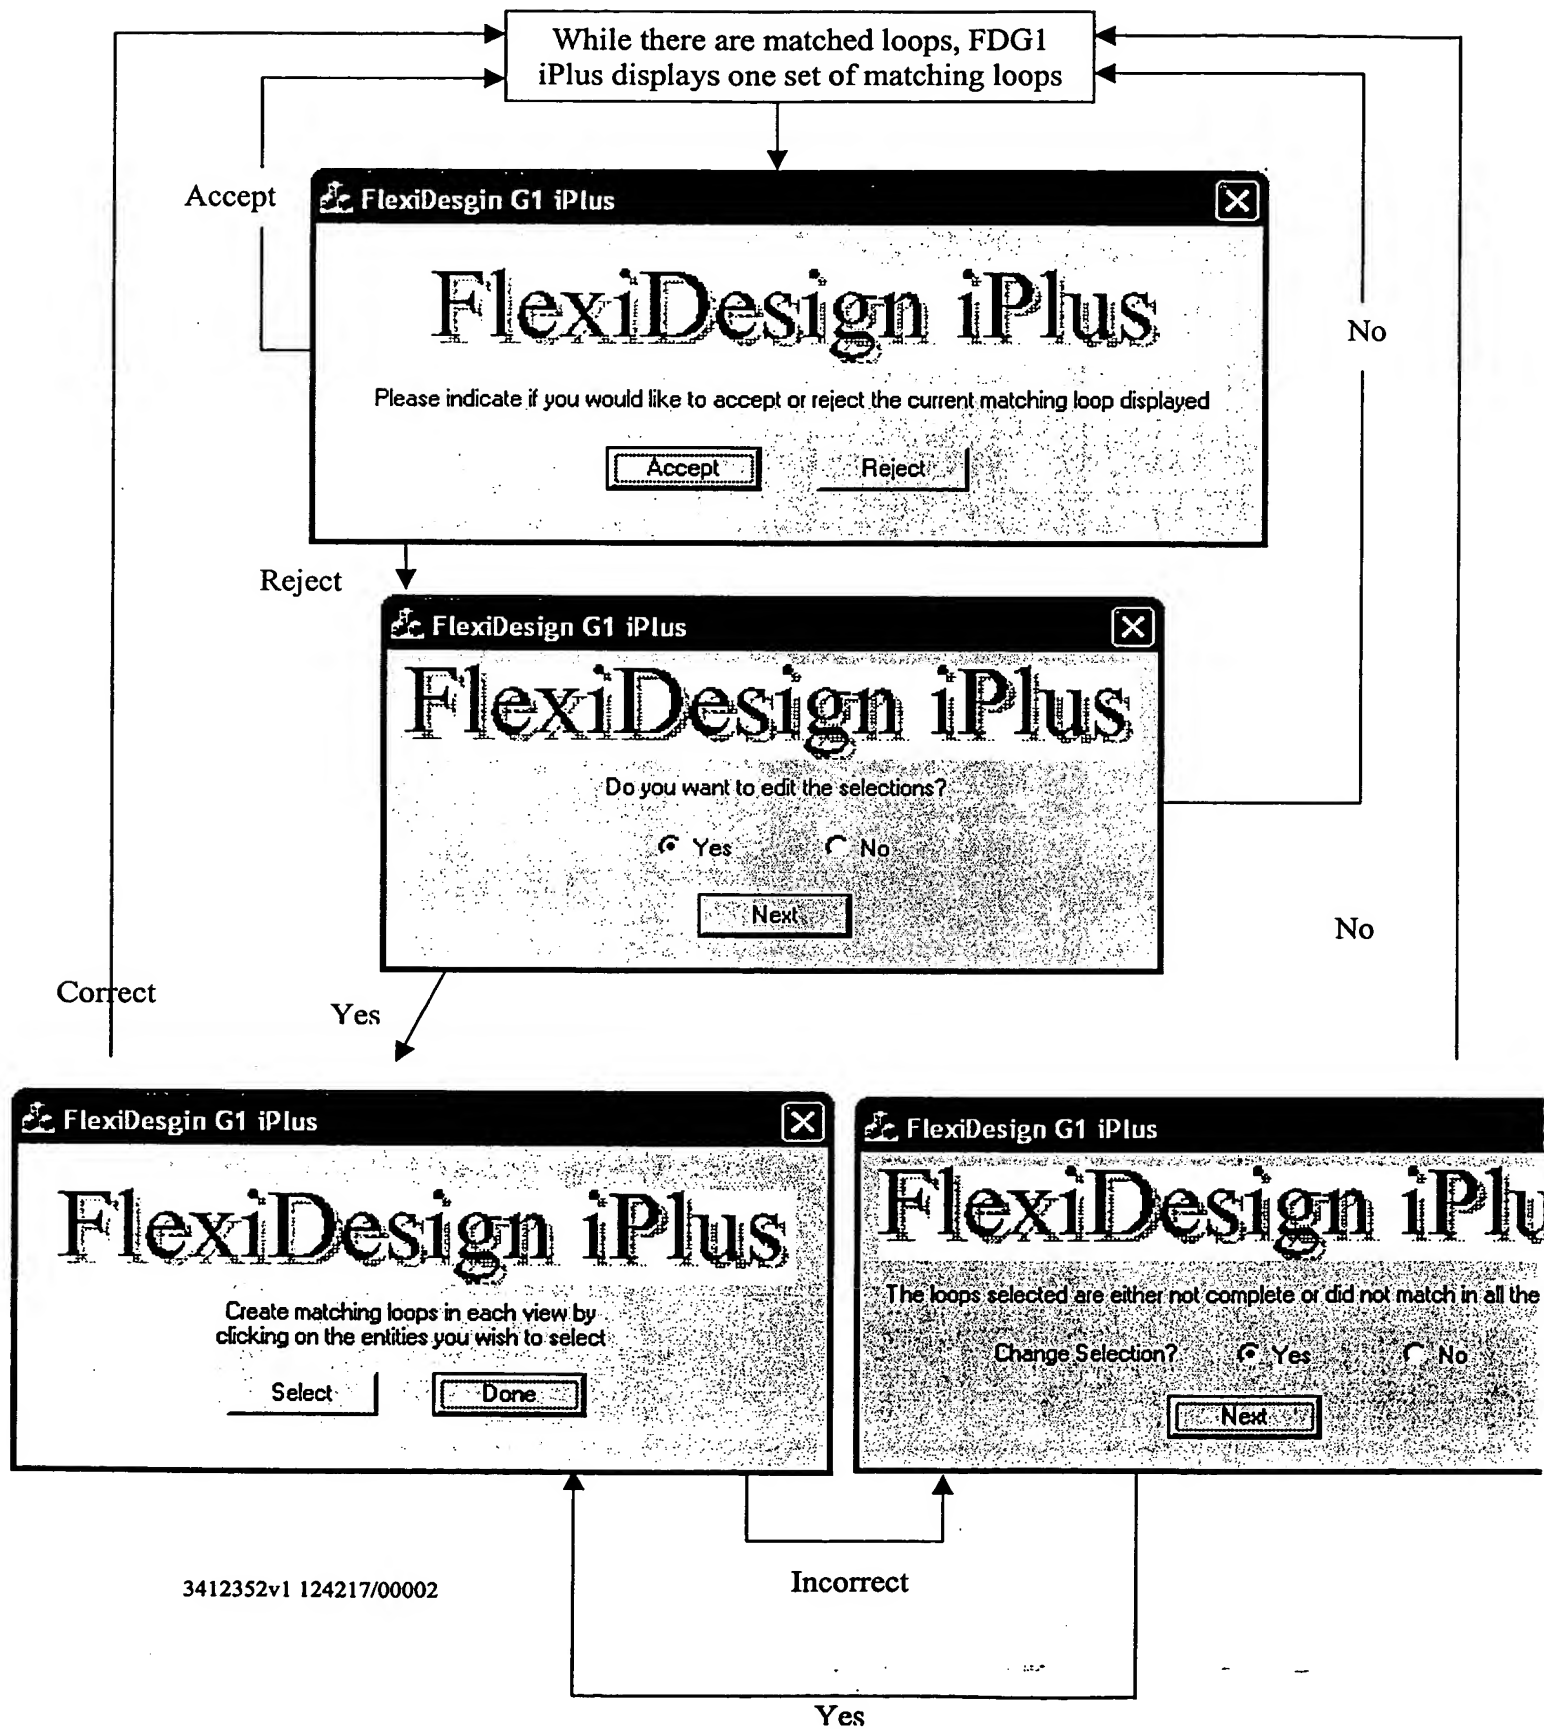 While there are matched loops, FDG1
iPlus displays one set of matching loops
Accept
FlexiDesgin G1 iPlus
FlexiDesign iPlus
No
Please indicate if you would like to accept or reject the current matching loop displayed
Accept
Reject
Reject
FlexiDesign G1 iPlus
FlexiDesign iPlus
Do you want to edit the selections?
Yes
No
Next
No
Correct
Yes
FlexiDesgin G1 iPlus
FlexiDesign iPlus
Create matching loops in each view by
clicking on the entities you wish to select
Select
Done
FlexiDesign G1 iPlus
FlexiDesign iPlu
The loops selected are either not complete or did not match in all the
Change Selection?
Yes
No
Next
Incorrect
3412352v1 124217/00002
Yes